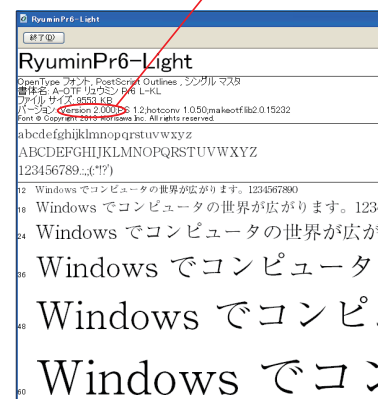 RyuminPr6-Light
終了(D)
RyuminPr6-Light
OpenType フォント, PostScript Outlines , シングル マスタ
書体名: A-OTF リュウミン Pr6 L-KL
ファイル サイズ: 9553 KB
バージョン: Version 2.000;PS 1.2;hotconv 1.0.50;makeotf.lib2.0.15232
Font © Copyright 2013 Morisawa Inc. All rights reserved.
abcdefghijklmnopqrstuvwxyz
ABCDEFGHIJKLMNOPQRSTUVWXYZ
123456789.:,;(:*!?')
12 Windows でコンピュータの世界が広がります。1234567890
18 Windows でコンピュータの世界が広がります。123
24 Windows でコンピュータの世界が広が
36 Windows でコンピュータ
48 Windows でコンピ
60 Windows でコン